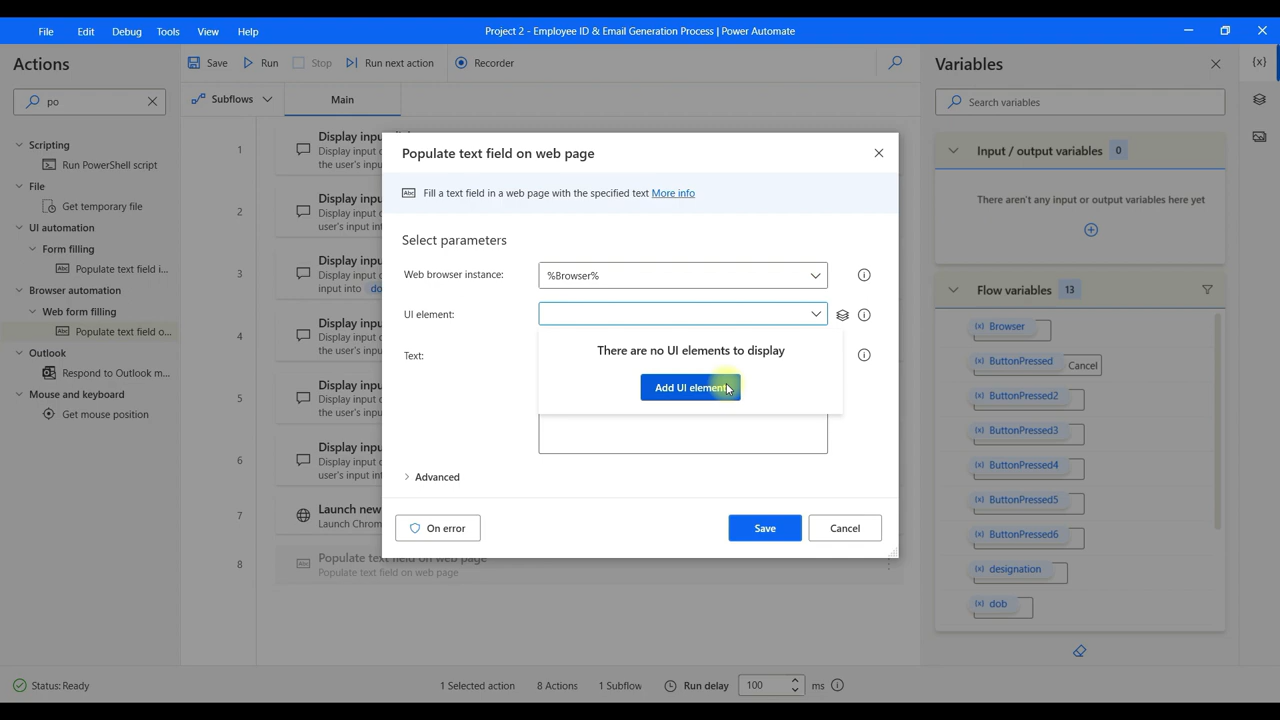 File Edit Debug Tools View Help
Project 2 - Employee ID & Email Generation Process | Power Automate
Actions
po
Scripting
Run PowerShell script
File
Get temporary file
UI automation
Form filling
Populate text field i...
Browser automation
Web form filling
Populate text field o...
Outlook
Respond to Outlook m...
Mouse and keyboard
Get mouse position
Save Run Stop Run next action Recorder
Subflows Main
1
Display input
Display input
the user's inpu
2
Display inpu
Display input
user's input in
3
Display inpu
Display input
input into do
4
Display inpu
Display input
the user's inpu
5
Display inpu
Display input
the user's inpu
6
Display inpu
Display input
user's input in
7
Launch new
Launch Chrom
8
Populate text field on web page
Populate text field on web page
Populate text field on web page
Abc Fill a text field in a web page with the specified text More info
Select parameters
Web browser instance: %Browser%
UI element:
There are no UI elements to display
Add UI element
Text:
Advanced
On error Save Cancel
Variables
{x}
Search variables
Input / output variables 0
There aren't any input or output variables here yet
Flow variables 13
(x) Browser
(x) ButtonPressed Cancel
(x) ButtonPressed2
(x) ButtonPressed3
(x) ButtonPressed4
(x) ButtonPressed5
(x) ButtonPressed6
(x) designation
(x) dob
Status: Ready
1 Selected action 8 Actions 1 Subflow Run delay 100 ms